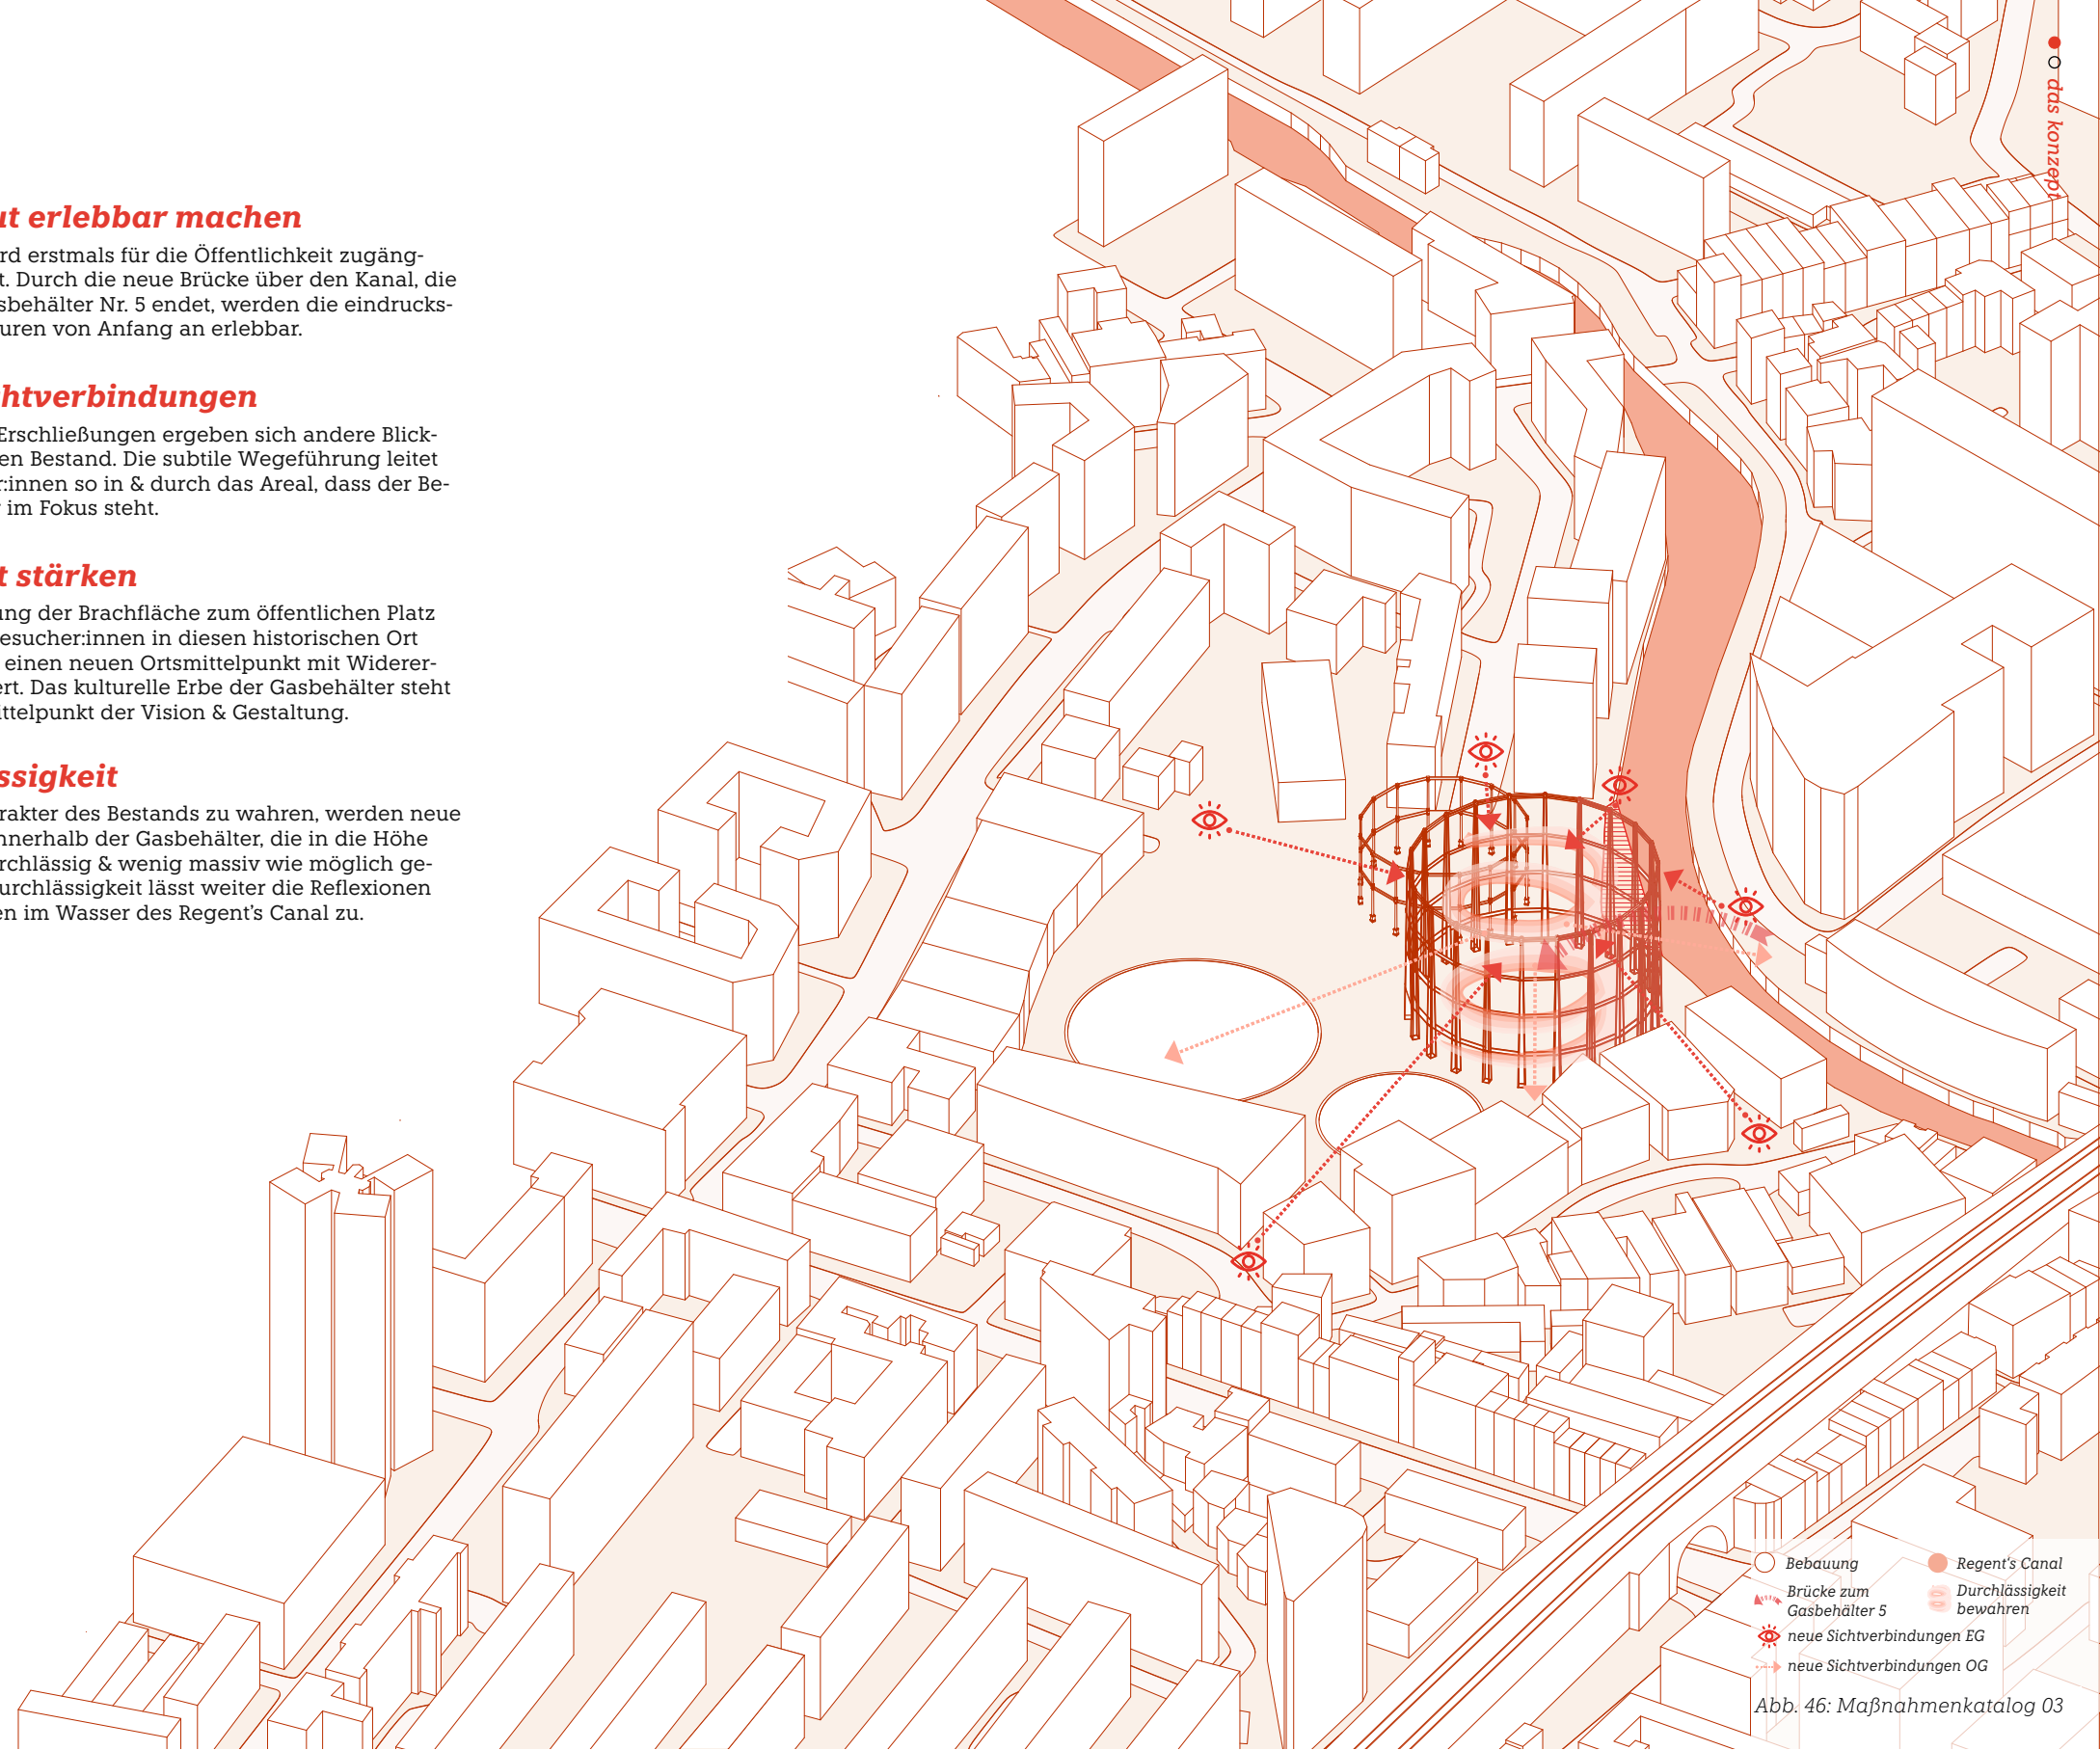 ut erlebbar machen
rd erstmals für die Öffentlichkeit zugäng-
t. Durch die neue Brücke über den Kanal, die
sbehälter Nr. 5 endet, werden die eindrucks-
uren von Anfang an erlebbar.
htverbindungen
Erschließungen ergeben sich andere Blick-
en Bestand. Die subtile Wegeführung leitet
r:innen so in & durch das Areal, dass der Be-
im Fokus steht.
t stärken
ung der Brachfläche zum öffentlichen Platz
esucher:innen in diesen historischen Ort
einen neuen Ortsmittelpunkt mit Widerer-
ert. Das kulturelle Erbe der Gasbehälter steht
ittelpunkt der Vision & Gestaltung.
ssigkeit
rakter des Bestands zu wahren, werden neue
nnerhalb der Gasbehälter, die in die Höhe
rchlässig & wenig massiv wie möglich ge-
urchlässigkeit lässt weiter die Reflexionen
en im Wasser des Regent's Canal zu.
das konzept
Bebauung
Regent's Canal
Brücke zum
Gasbehälter 5
Durchlässigkeit
bewahren
neue Sichtverbindungen EG
neue Sichtverbindungen OG
Abb. 46: Maßnahmenkatalog 03